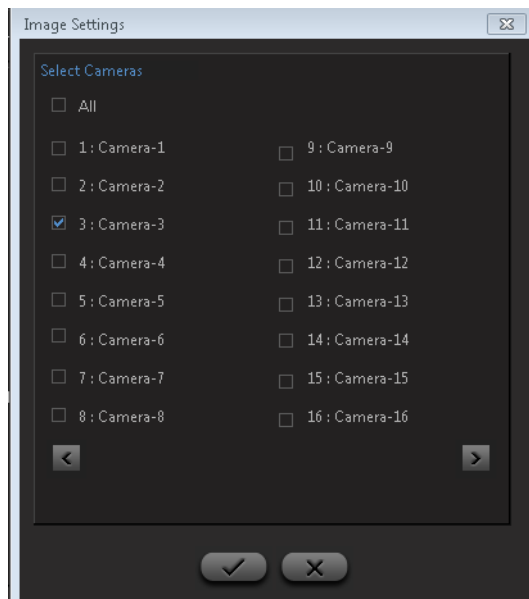 Image Settings
Select Cameras
All
1 : Camera-1
2 : Camera-2
3 : Camera-3
4 : Camera-4
5 : Camera-5
6 : Camera-6
7 : Camera-7
8 : Camera-8
9 : Camera-9
10 : Camera-10
11 : Camera-11
12 : Camera-12
13 : Camera-13
14 : Camera-14
15 : Camera-15
16 : Camera-16